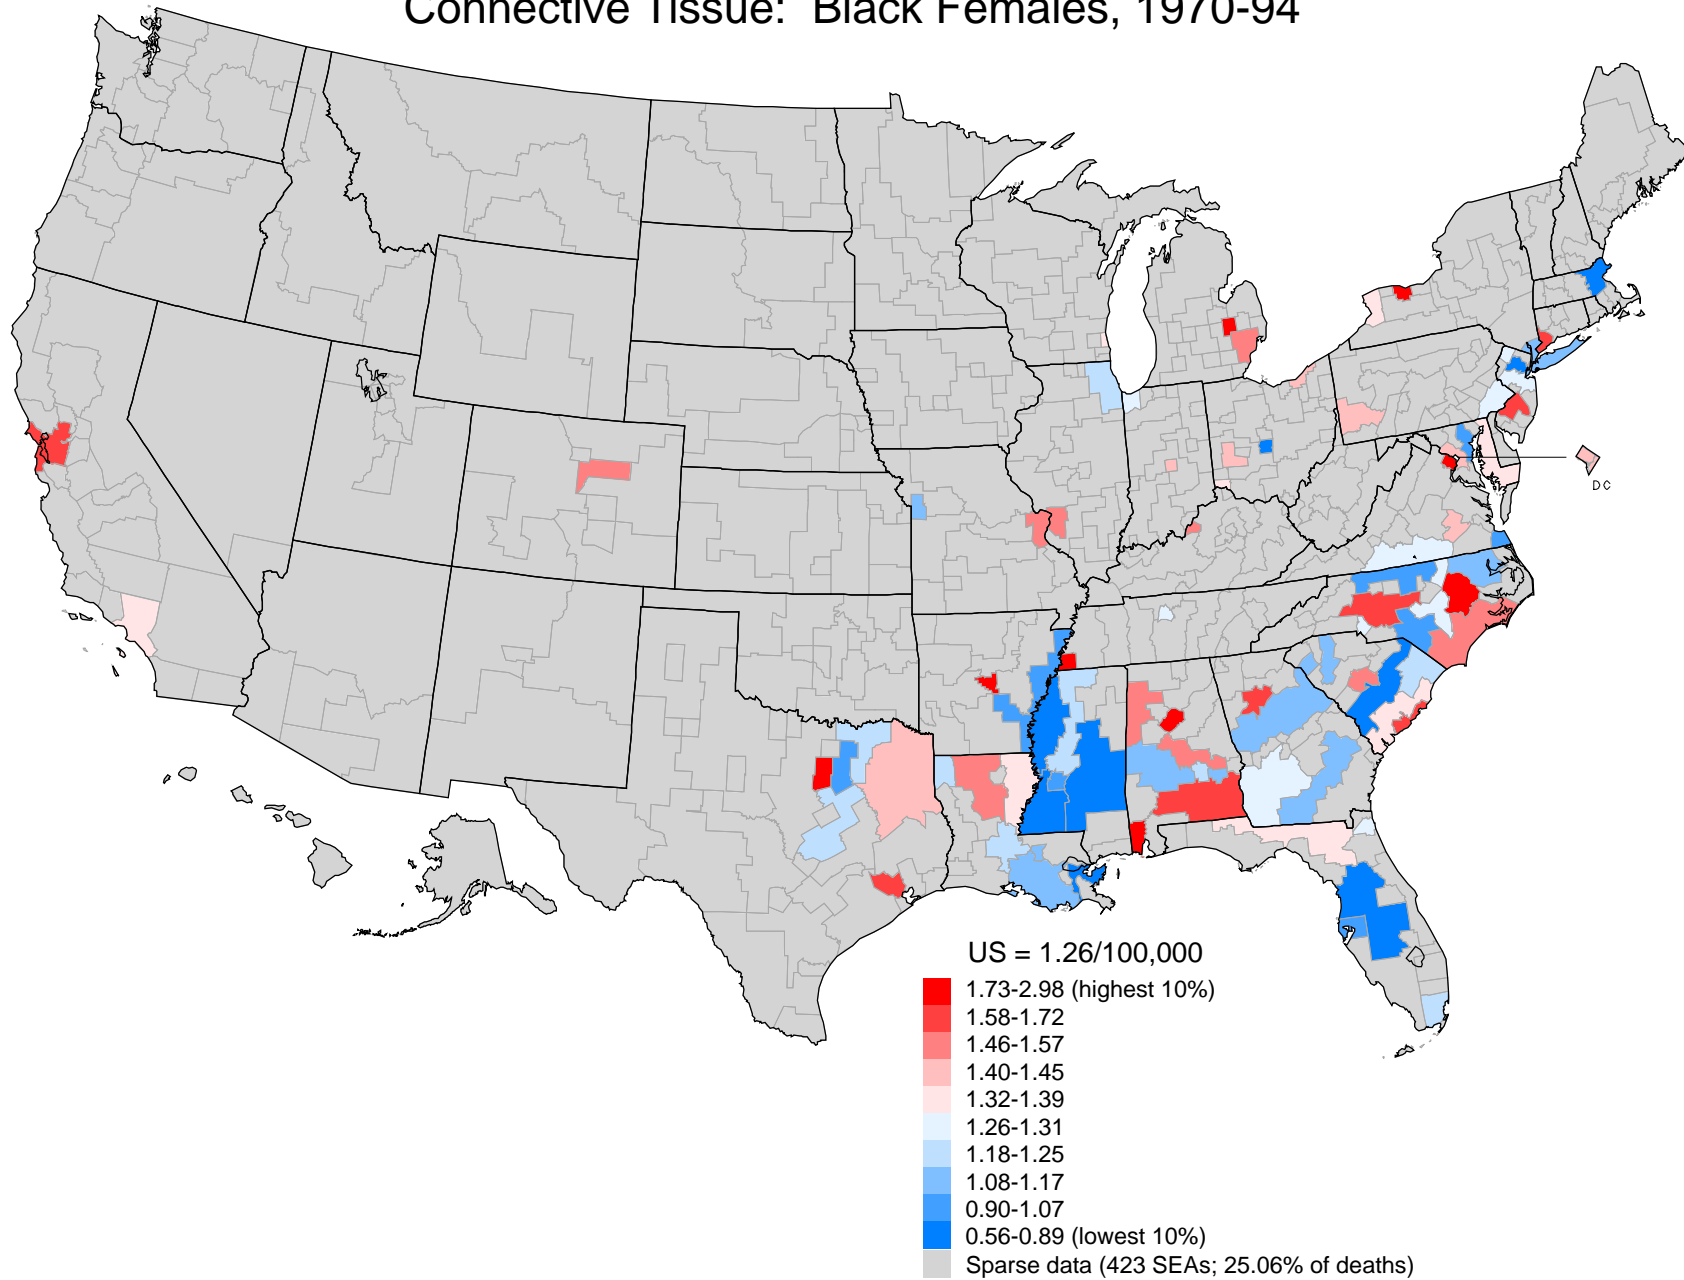 Connective Tissue: Black Females, 1970-94
DC
US = 1.26/100,000
1.73-2.98 (highest 10%)
1.58-1.72
1.46-1.57
1.40-1.45
1.32-1.39
1.26-1.31
1.18-1.25
1.08-1.17
0.90-1.07
0.56-0.89 (lowest 10%)
Sparse data (423 SEAs; 25.06% of deaths)